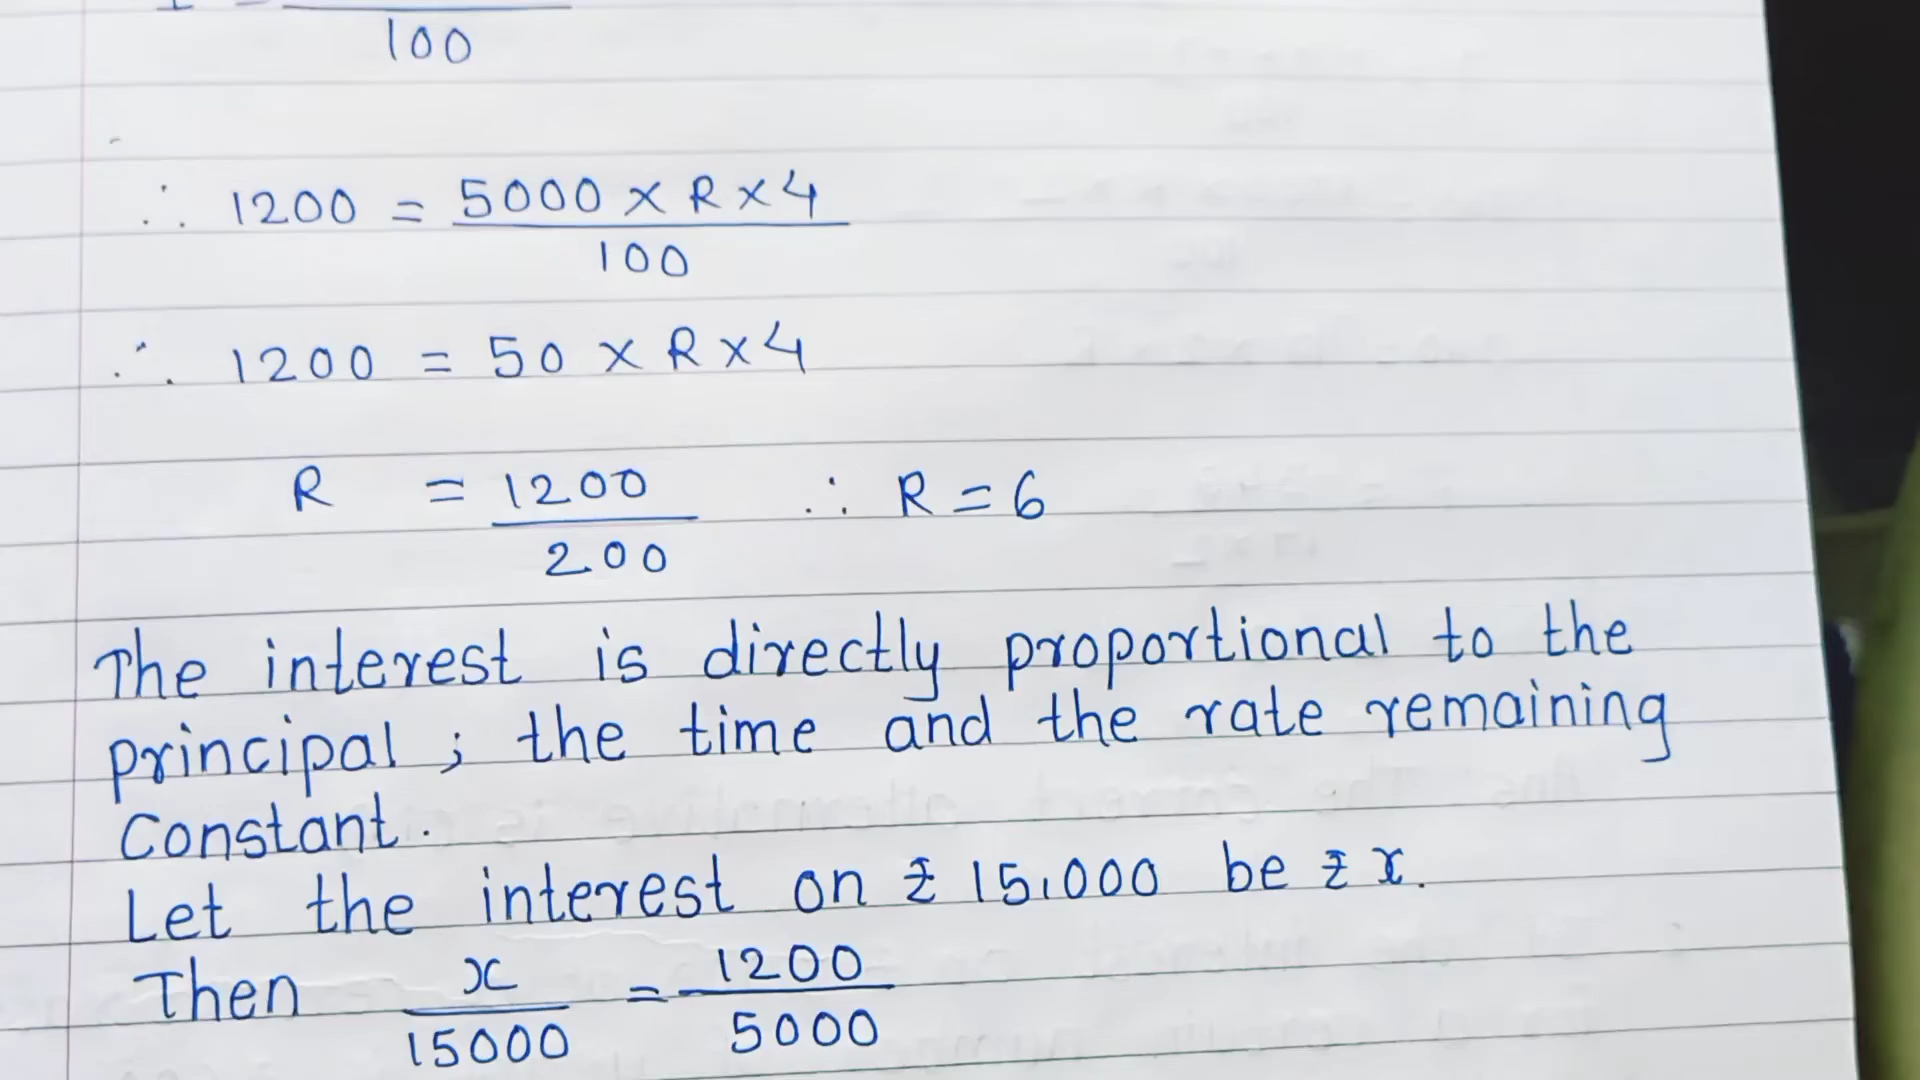 100
∴ 1200 = 5000 × R × 4
100
∴ 1200 = 50 × R × 4
R = 1200 ∴ R = 6
200
The interest is directly proportional to the
principal ; the time and the rate remaining
Constant.
Let the interest on ₹ 15,000 be ₹ x.
Then x = 1200
15000 5000